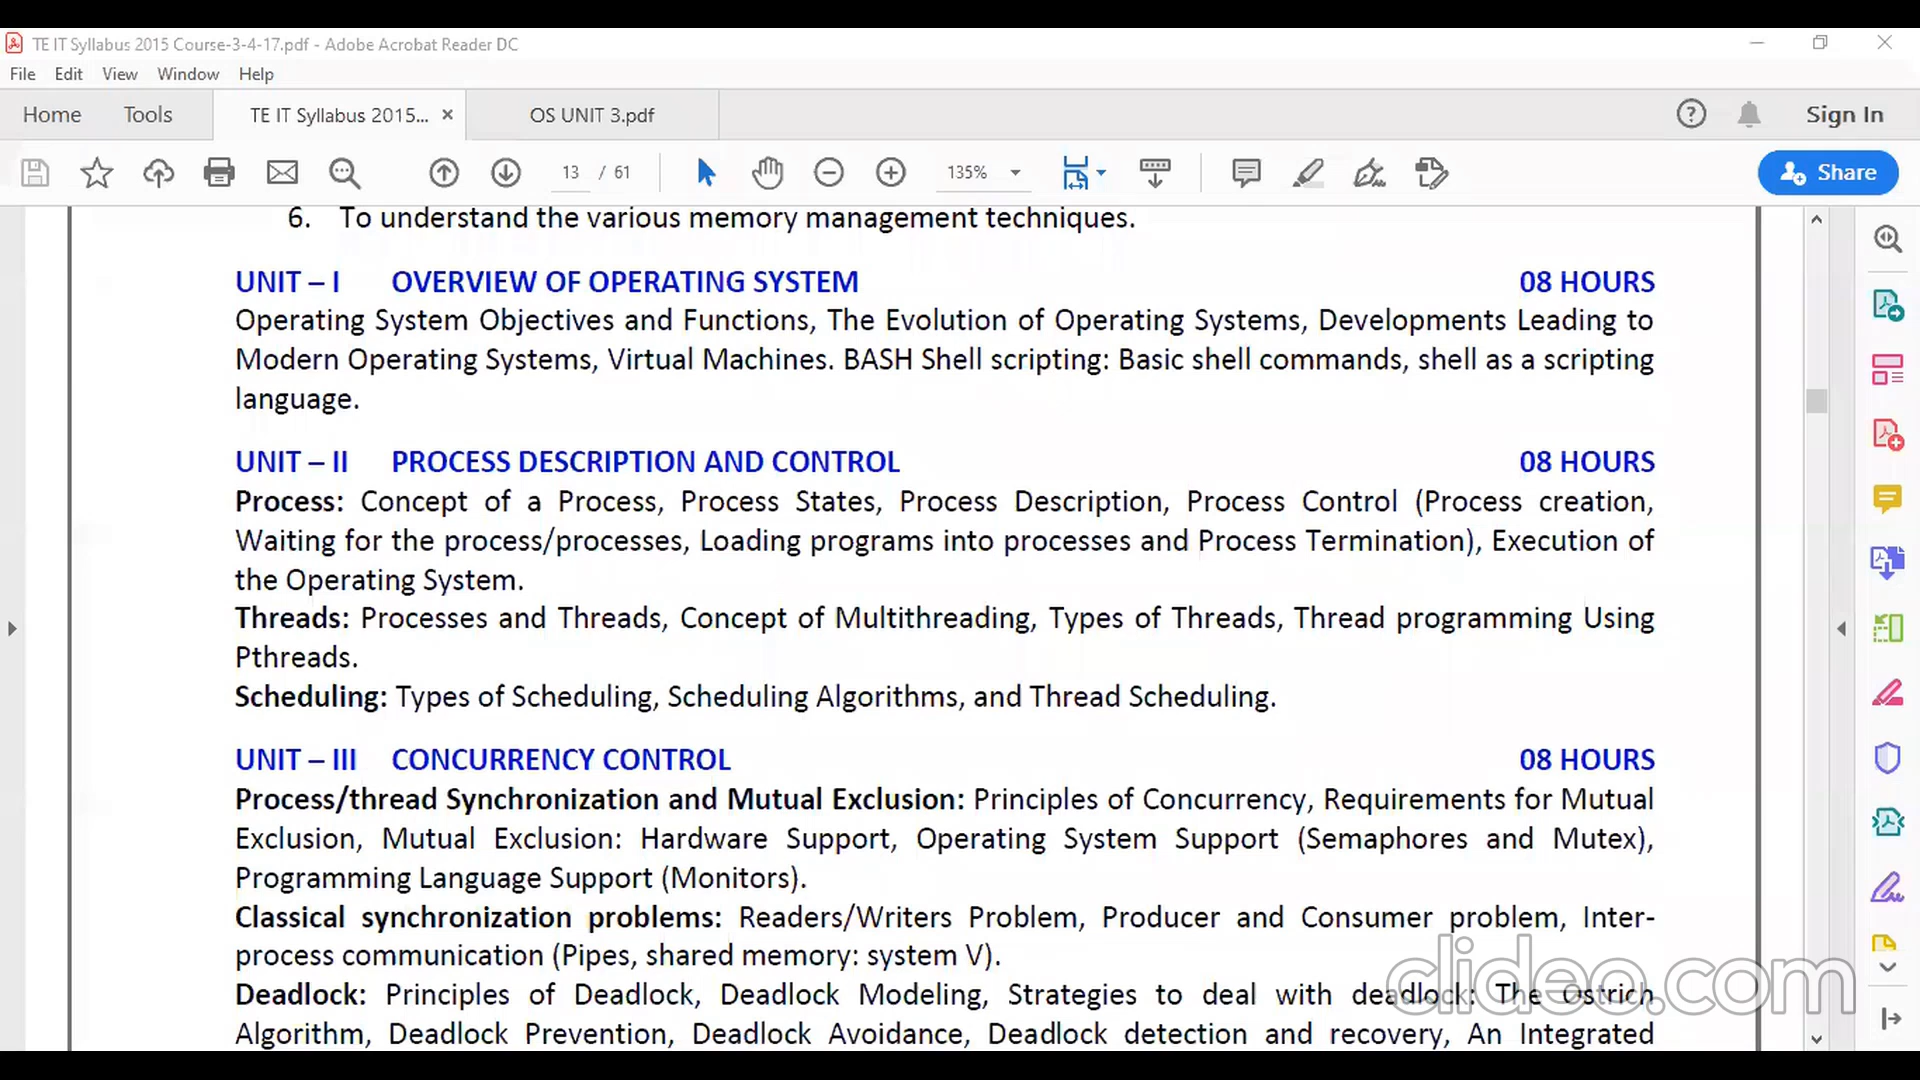 TE IT Syllabus 2015 Course-3-4-17.pdf - Adobe Acrobat Reader DC
File Edit View Window Help
Home Tools TE IT Syllabus 2015... × OS UNIT 3.pdf Sign In
13 / 61 135% Share
6. To understand the various memory management techniques.
UNIT – I OVERVIEW OF OPERATING SYSTEM 08 HOURS
Operating System Objectives and Functions, The Evolution of Operating Systems, Developments Leading to
Modern Operating Systems, Virtual Machines. BASH Shell scripting: Basic shell commands, shell as a scripting
language.
UNIT – II PROCESS DESCRIPTION AND CONTROL 08 HOURS
Process: Concept of a Process, Process States, Process Description, Process Control (Process creation,
Waiting for the process/processes, Loading programs into processes and Process Termination), Execution of
the Operating System.
Threads: Processes and Threads, Concept of Multithreading, Types of Threads, Thread programming Using
Pthreads.
Scheduling: Types of Scheduling, Scheduling Algorithms, and Thread Scheduling.
UNIT – III CONCURRENCY CONTROL 08 HOURS
Process/thread Synchronization and Mutual Exclusion: Principles of Concurrency, Requirements for Mutual
Exclusion, Mutual Exclusion: Hardware Support, Operating System Support (Semaphores and Mutex),
Programming Language Support (Monitors).
Classical synchronization problems: Readers/Writers Problem, Producer and Consumer problem, Inter-
process communication (Pipes, shared memory: system V).
Deadlock: Principles of Deadlock, Deadlock Modeling, Strategies to deal with deadlock: The Ostrich
Algorithm, Deadlock Prevention, Deadlock Avoidance, Deadlock detection and recovery, An Integrated
clideo.com